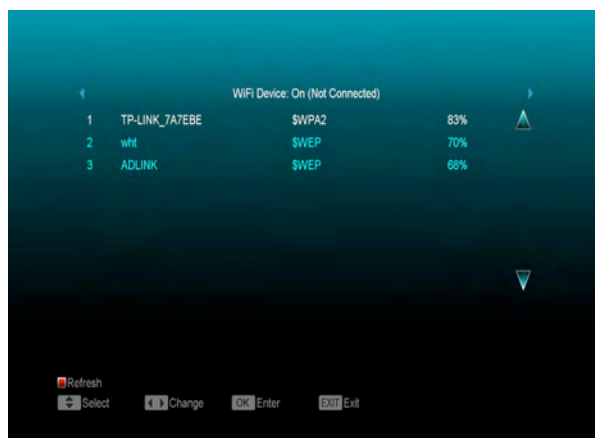 WiFi Device: On (Not Connected)
1 TP-LINK_7A7EBE $WPA2 83%
2 wht $WEP 70%
3 ADLINK $WEP 68%
Refresh
Select Change OK Enter EXIT Exit